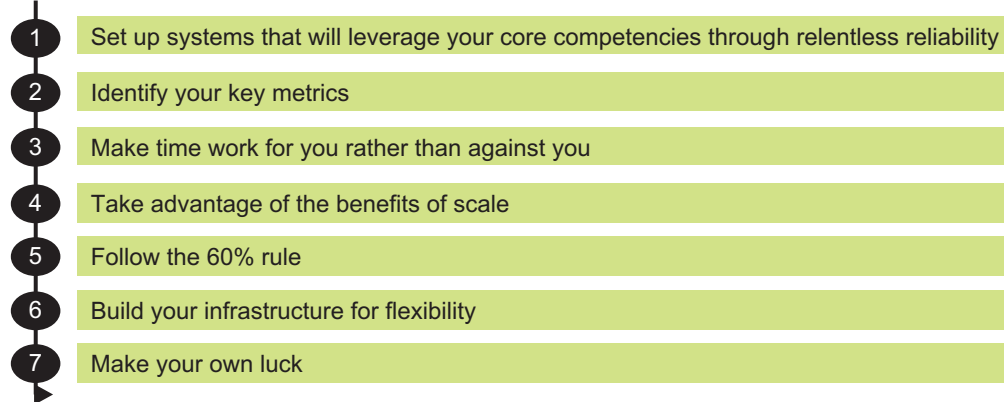 1 Set up systems that will leverage your core competencies through relentless reliability
2 Identify your key metrics
3 Make time work for you rather than against you
4 Take advantage of the benefits of scale
5 Follow the 60% rule
6 Build your infrastructure for flexibility
7 Make your own luck